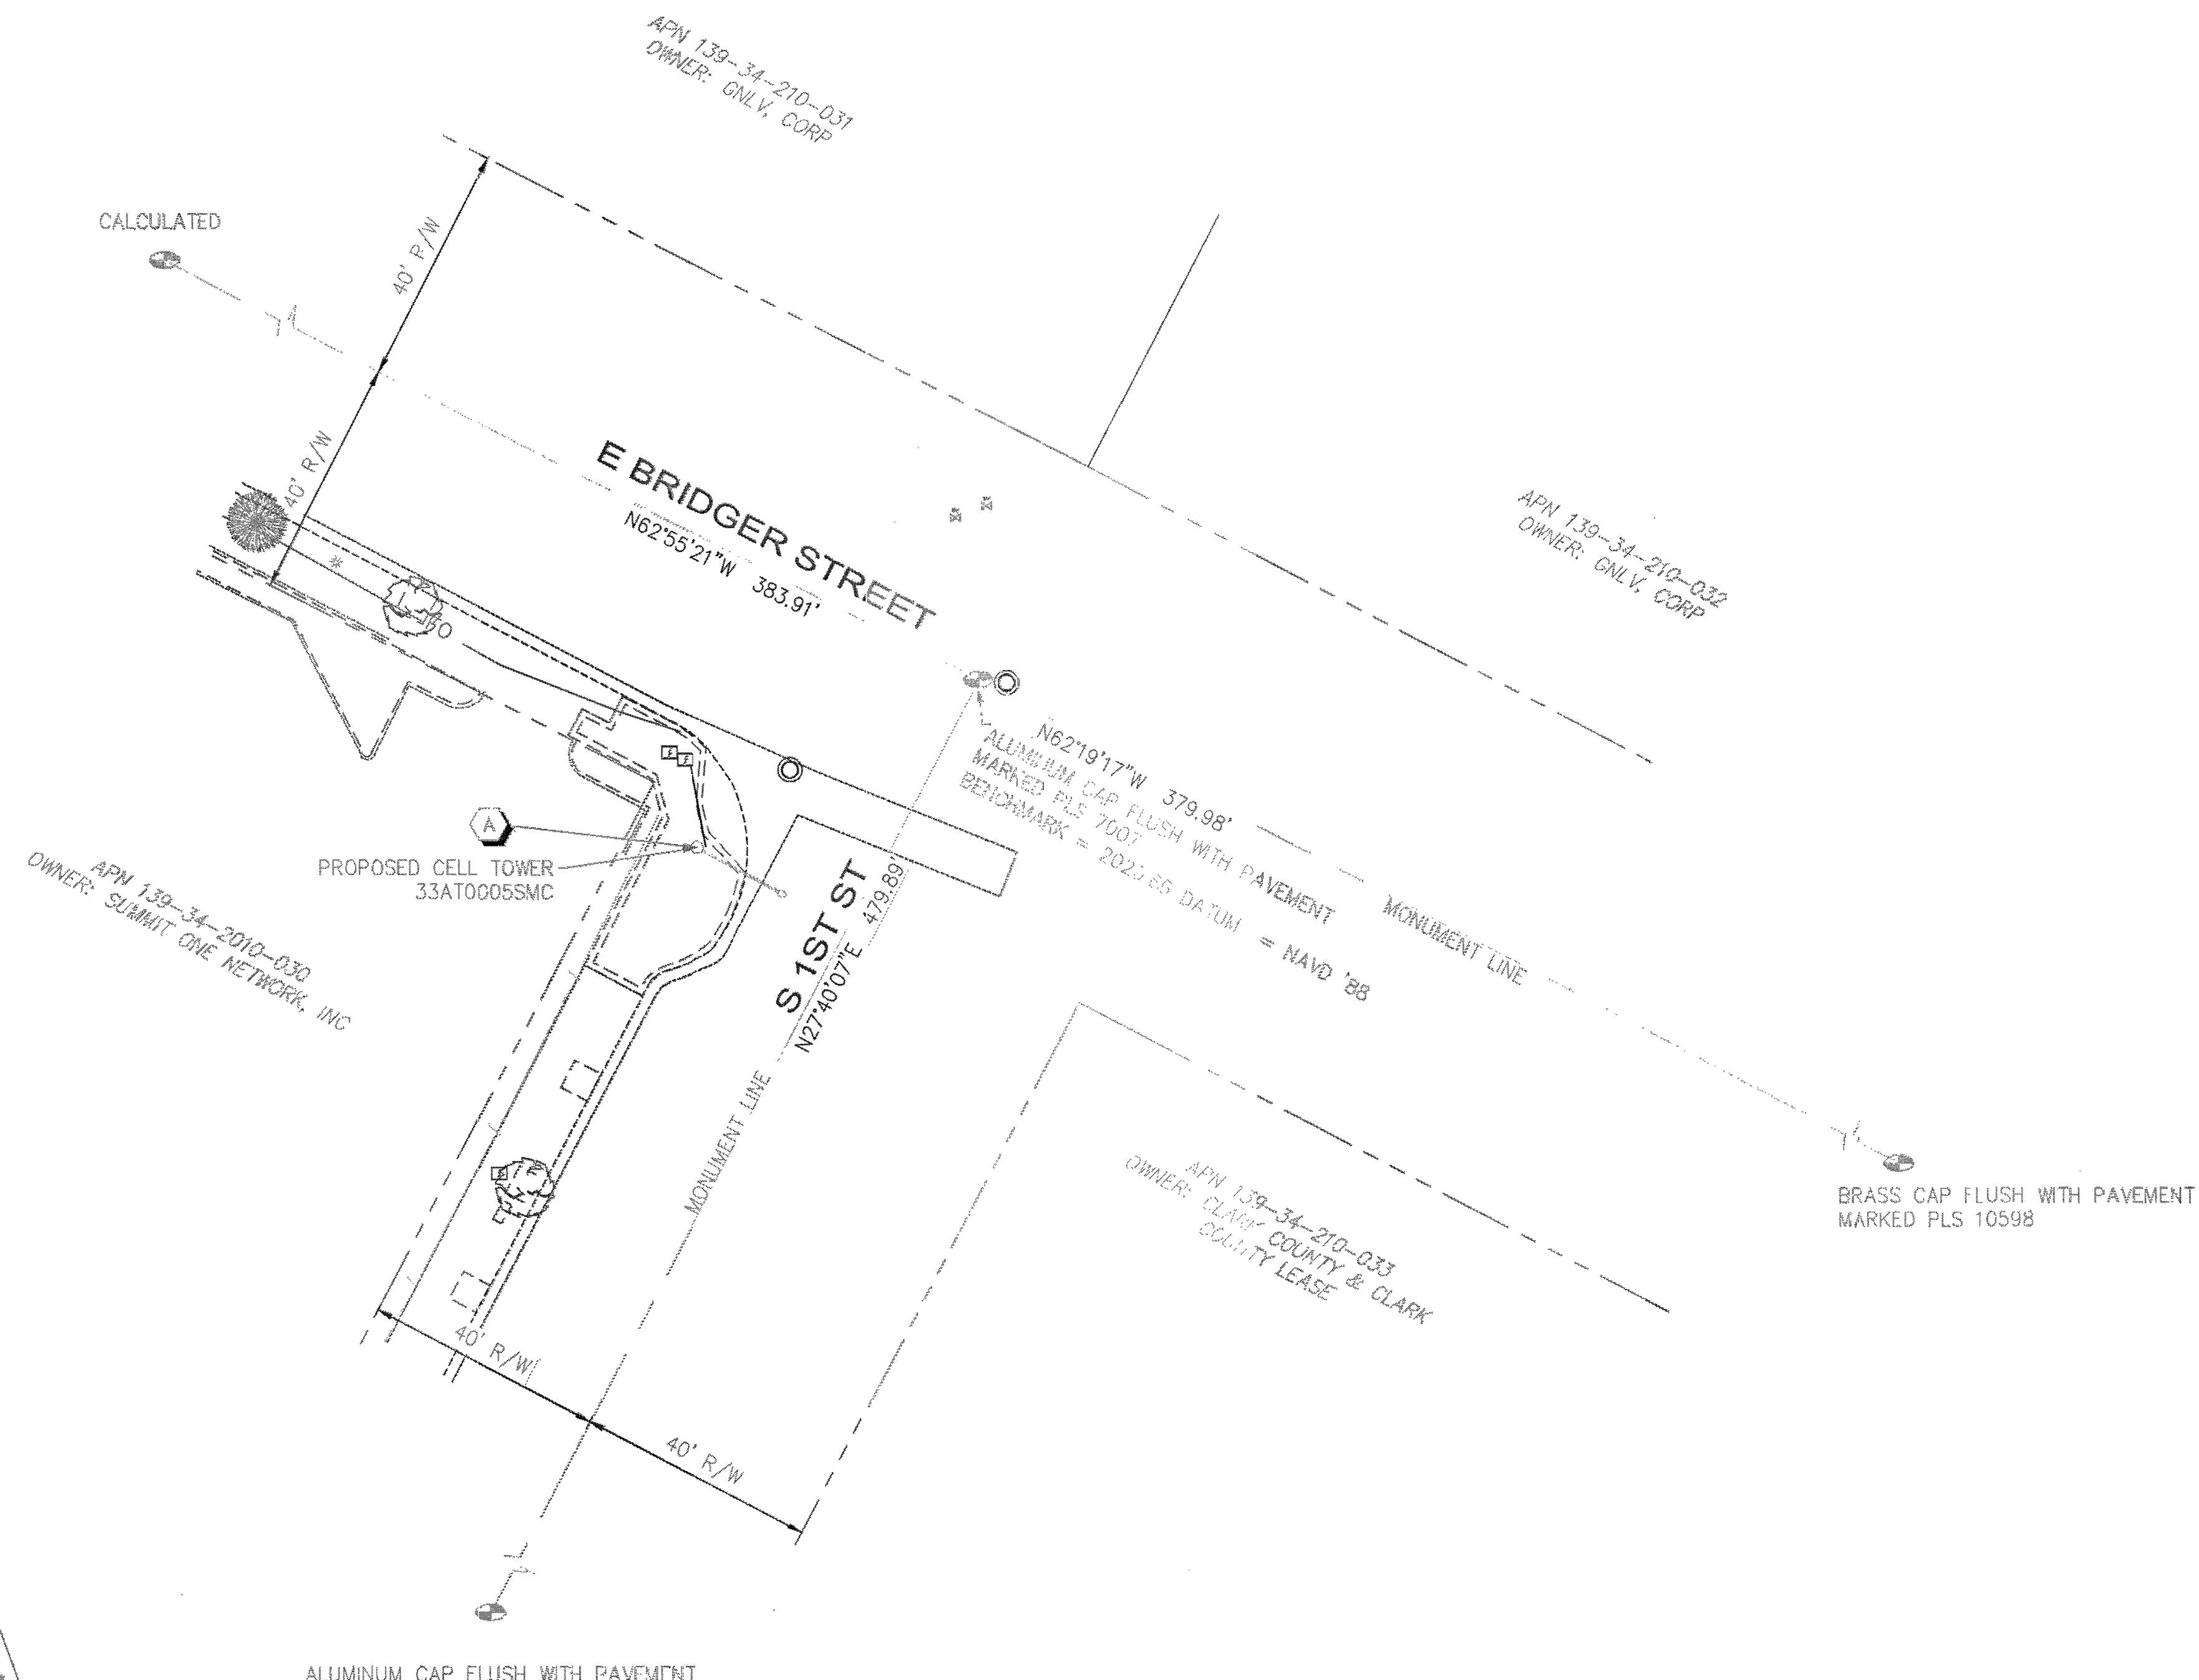 APN 139-34-210-031
OWNER: GNLV, CORP
CALCULATED
40' R/W
40' R/W
E BRIDGER STREET
N62°55'21"W 383.91'
APN 139-34-210-032
OWNER: GNLV, CORP
N62°19'17"W 379.98'
ALUMINUM CAP FLUSH WITH PAVEMENT
MARKED PLS 7007
BENCHMARK = DATUM = NAVD '88
MONUMENT LINE
A
PROPOSED CELL TOWER
33AT0005SMC
APN 139-34-2010-030
OWNER: SUMMIT ONE NETWORK, INC
S 1ST ST
N27°40'07"E 479.89'
MONUMENT LINE
BRASS CAP FLUSH WITH PAVEMENT
MARKED PLS 10598
APN 139-34-210-033
OWNER: CLARK COUNTY & CLARK
COUNTY LEASE
40' R/W
40' R/W
ALUMINUM CAP FLUSH WITH PAVEMENT